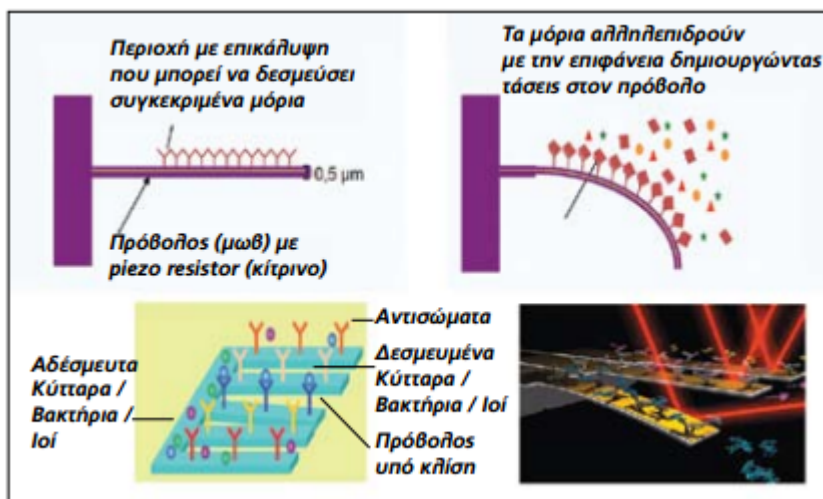 Περιοχή με επικάλυψη
που μπορεί να δεσμεύσει
συγκεκριμένα μόρια
0,5 μm
Πρόβολος (μωβ) με
piezo resistor (κίτρινο)
Τα μόρια αλληλεπιδρούν
με την επιφάνεια δημιουργώντας
τάσεις στον πρόβολο
Αδέσμευτα
Κύτταρα /
Βακτήρια /
Ιοί
Αντισώματα
Δεσμευμένα
Κύτταρα /
Βακτήρια / Ιοί
Πρόβολος
υπό κλίση